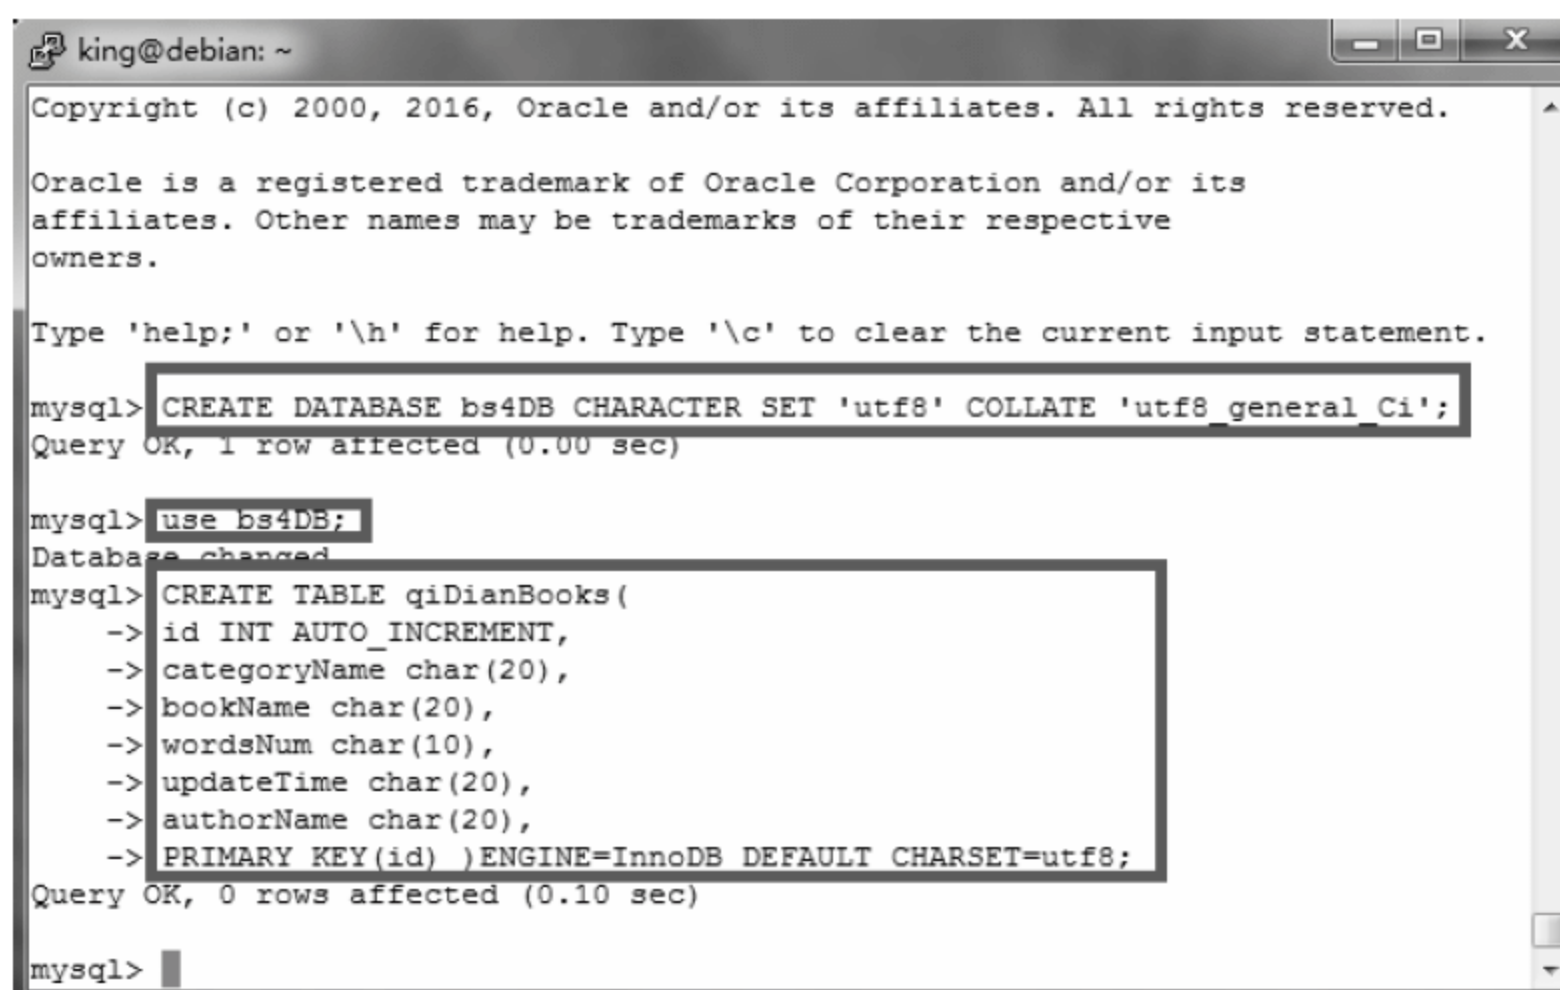 king@debian: ~
Copyright (c) 2000, 2016, Oracle and/or its affiliates. All rights reserved.
Oracle is a registered trademark of Oracle Corporation and/or its
affiliates. Other names may be trademarks of their respective
owners.
Type 'help;' or '\h' for help. Type '\c' to clear the current input statement.
mysql> CREATE DATABASE bs4DB CHARACTER SET 'utf8' COLLATE 'utf8_general_Ci';
Query OK, 1 row affected (0.00 sec)
mysql> use bs4DB;
Database changed
mysql> CREATE TABLE qiDianBooks(
-> id INT AUTO_INCREMENT,
-> categoryName char(20),
-> bookName char(20),
-> wordsNum char(10),
-> updateTime char(20),
-> authorName char(20),
-> PRIMARY KEY(id) )ENGINE=InnoDB DEFAULT CHARSET=utf8;
Query OK, 0 rows affected (0.10 sec)
mysql>